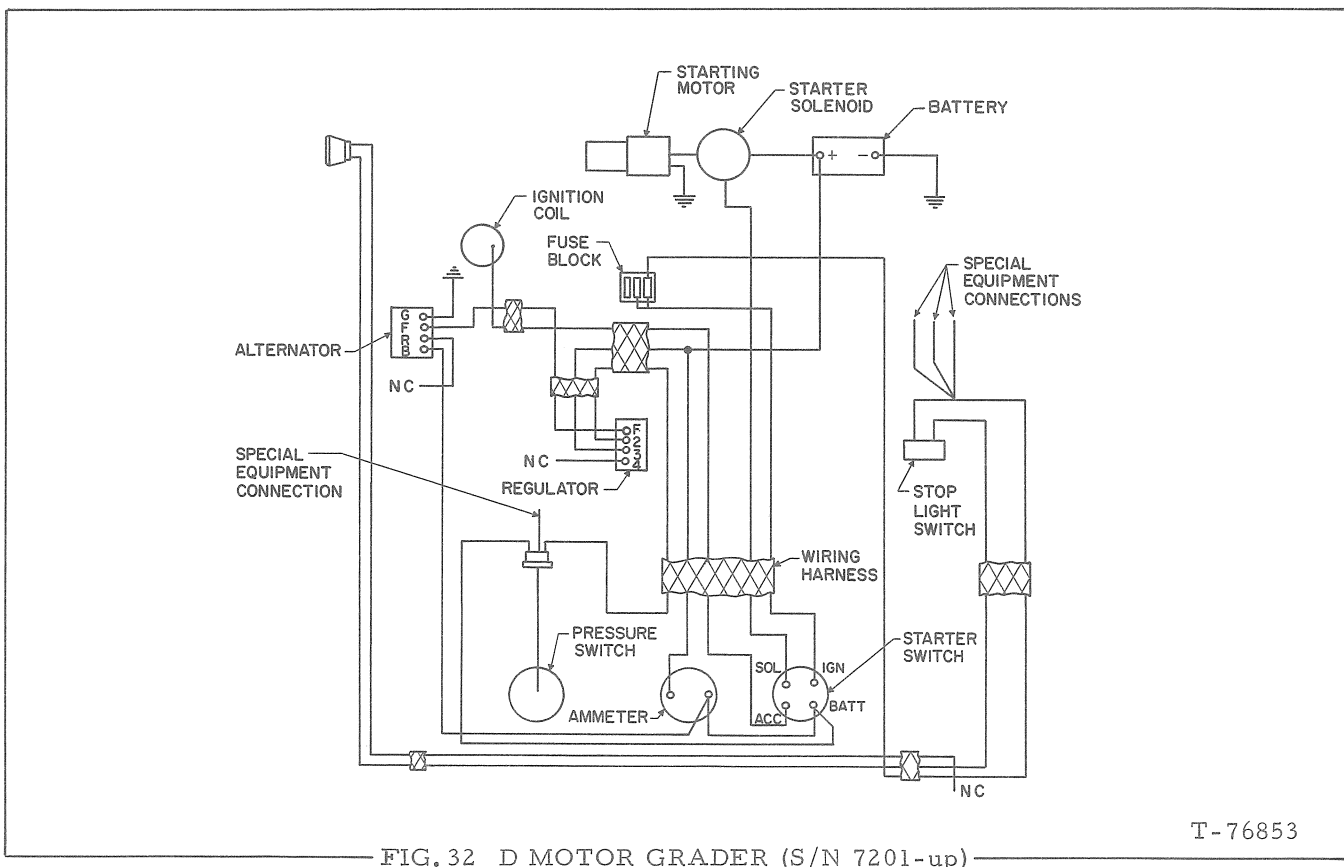 STARTING
MOTOR
STARTER
SOLENOID
BATTERY
+
-
IGNITION
COIL
FUSE
BLOCK
SPECIAL
EQUIPMENT
CONNECTIONS
G
F
R
B
ALTERNATOR
NC
F
2
3
4
NC
REGULATOR
SPECIAL
EQUIPMENT
CONNECTION
STOP
LIGHT
SWITCH
WIRING
HARNESS
PRESSURE
SWITCH
STARTER
SWITCH
SOL
IGN
BATT
ACC
AMMETER
NC
T-76853
FIG. 32 D MOTOR GRADER (S/N 7201-up)